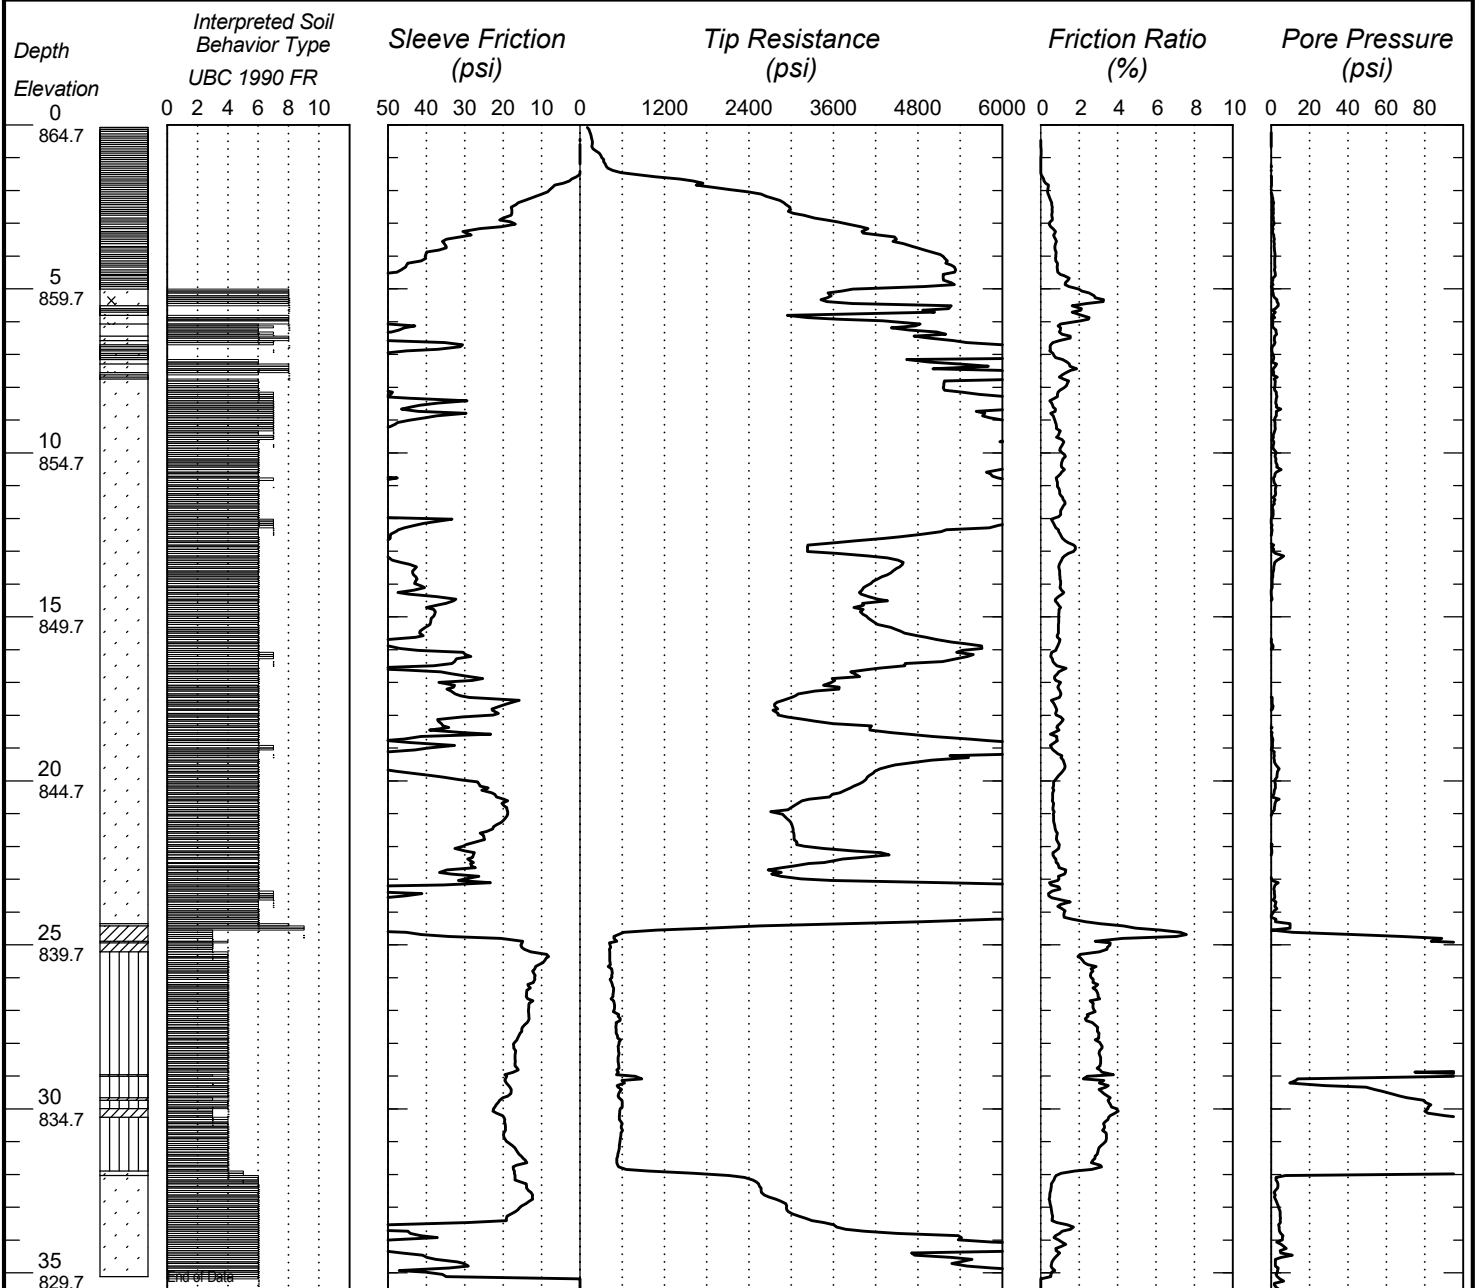 Depth
Elevation
Interpreted Soil
Behavior Type
UBC 1990 FR
Sleeve Friction
(psi)
Tip Resistance
(psi)
Friction Ratio
(%)
Pore Pressure
(psi)
0 2 4 6 8 10
50 40 30 20 10 0
1200 2400 3600 4800 6000
0 2 4 6 8 10
0 20 40 60 80
0
864.7
5
859.7
10
854.7
15
849.7
20
844.7
25
839.7
30
834.7
35
829.7
End of Data